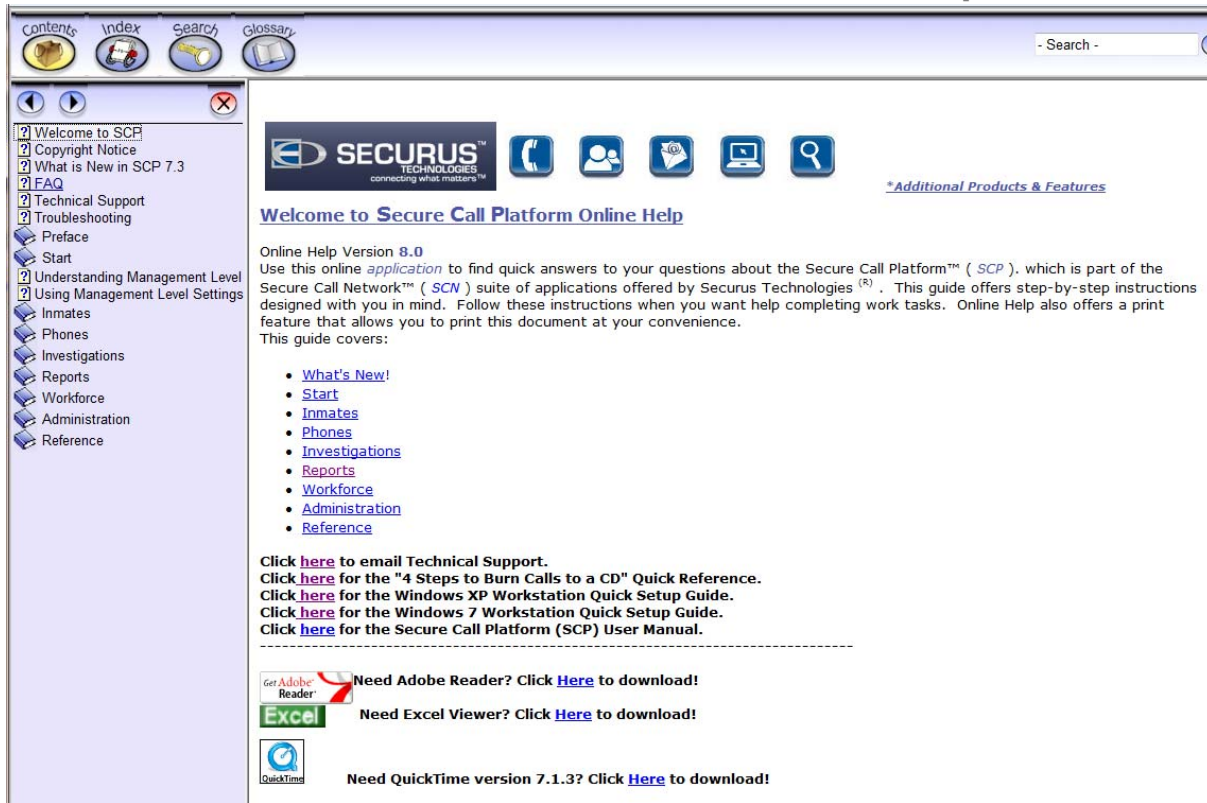 Contents Index Search Glossary
- Search -
Welcome to SCP
Copyright Notice
What is New in SCP 7.3
FAQ
Technical Support
Troubleshooting
Preface
Start
Understanding Management Level
Using Management Level Settings
Inmates
Phones
Investigations
Reports
Workforce
Administration
Reference
SECURUS™
TECHNOLOGIES
connecting what matters™
*Additional Products & Features
Welcome to Secure Call Platform Online Help
Online Help Version 8.0
Use this online application to find quick answers to your questions about the Secure Call Platform™ ( SCP ). which is part of the
Secure Call Network™ ( SCN ) suite of applications offered by Securus Technologies (R) . This guide offers step-by-step instructions
designed with you in mind. Follow these instructions when you want help completing work tasks. Online Help also offers a print
feature that allows you to print this document at your convenience.
This guide covers:
• What's New!
• Start
• Inmates
• Phones
• Investigations
• Reports
• Workforce
• Administration
• Reference
Click here to email Technical Support.
Click here for the "4 Steps to Burn Calls to a CD" Quick Reference.
Click here for the Windows XP Workstation Quick Setup Guide.
Click here for the Windows 7 Workstation Quick Setup Guide.
Click here for the Secure Call Platform (SCP) User Manual.
--------------------------------------------------------------------------------
Get Adobe Reader
Need Adobe Reader? Click Here to download!
Excel
Need Excel Viewer? Click Here to download!
QuickTime
Need QuickTime version 7.1.3? Click Here to download!